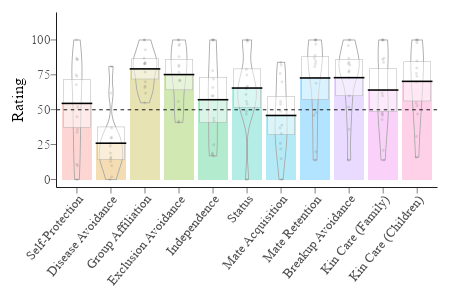 100
75
50
25
0
Rating
Self-Protection
Disease Avoidance
Group Affiliation
Exclusion Avoidance
Independence
Status
Mate Acquisition
Mate Retention
Breakup Avoidance
Kin Care (Family)
Kin Care (Children)